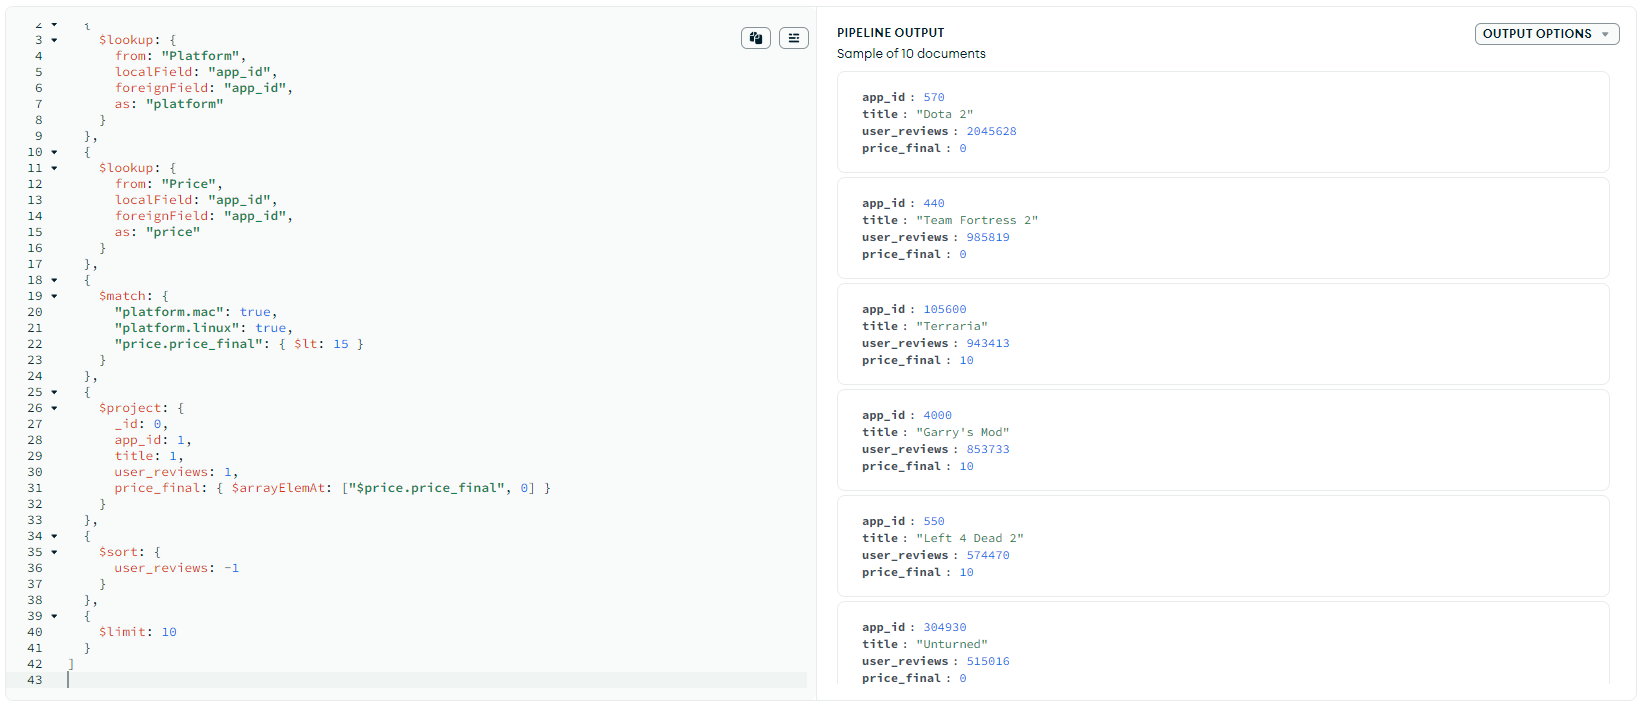 2 {
3 $lookup: {
4 from: "Platform",
5 localField: "app_id",
6 foreignField: "app_id",
7 as: "platform"
8 }
9 },
10 {
11 $lookup: {
12 from: "Price",
13 localField: "app_id",
14 foreignField: "app_id",
15 as: "price"
16 }
17 },
18 {
19 $match: {
20 "platform.mac": true,
21 "platform.linux": true,
22 "price.price_final": { $lt: 15 }
23 }
24 },
25 {
26 $project: {
27 _id: 0,
28 app_id: 1,
29 title: 1,
30 user_reviews: 1,
31 price_final: { $arrayElemAt: ["$price.price_final", 0] }
32 }
33 },
34 {
35 $sort: {
36 user_reviews: -1
37 }
38 },
39 {
40 $limit: 10
41 }
42 ]
43
PIPELINE OUTPUT
Sample of 10 documents
OUTPUT OPTIONS
app_id : 570
title : "Dota 2"
user_reviews : 2045628
price_final : 0
app_id : 440
title : "Team Fortress 2"
user_reviews : 985819
price_final : 0
app_id : 105600
title : "Terraria"
user_reviews : 943413
price_final : 10
app_id : 4000
title : "Garry's Mod"
user_reviews : 853733
price_final : 10
app_id : 550
title : "Left 4 Dead 2"
user_reviews : 574470
price_final : 10
app_id : 304930
title : "Unturned"
user_reviews : 515016
price_final : 0